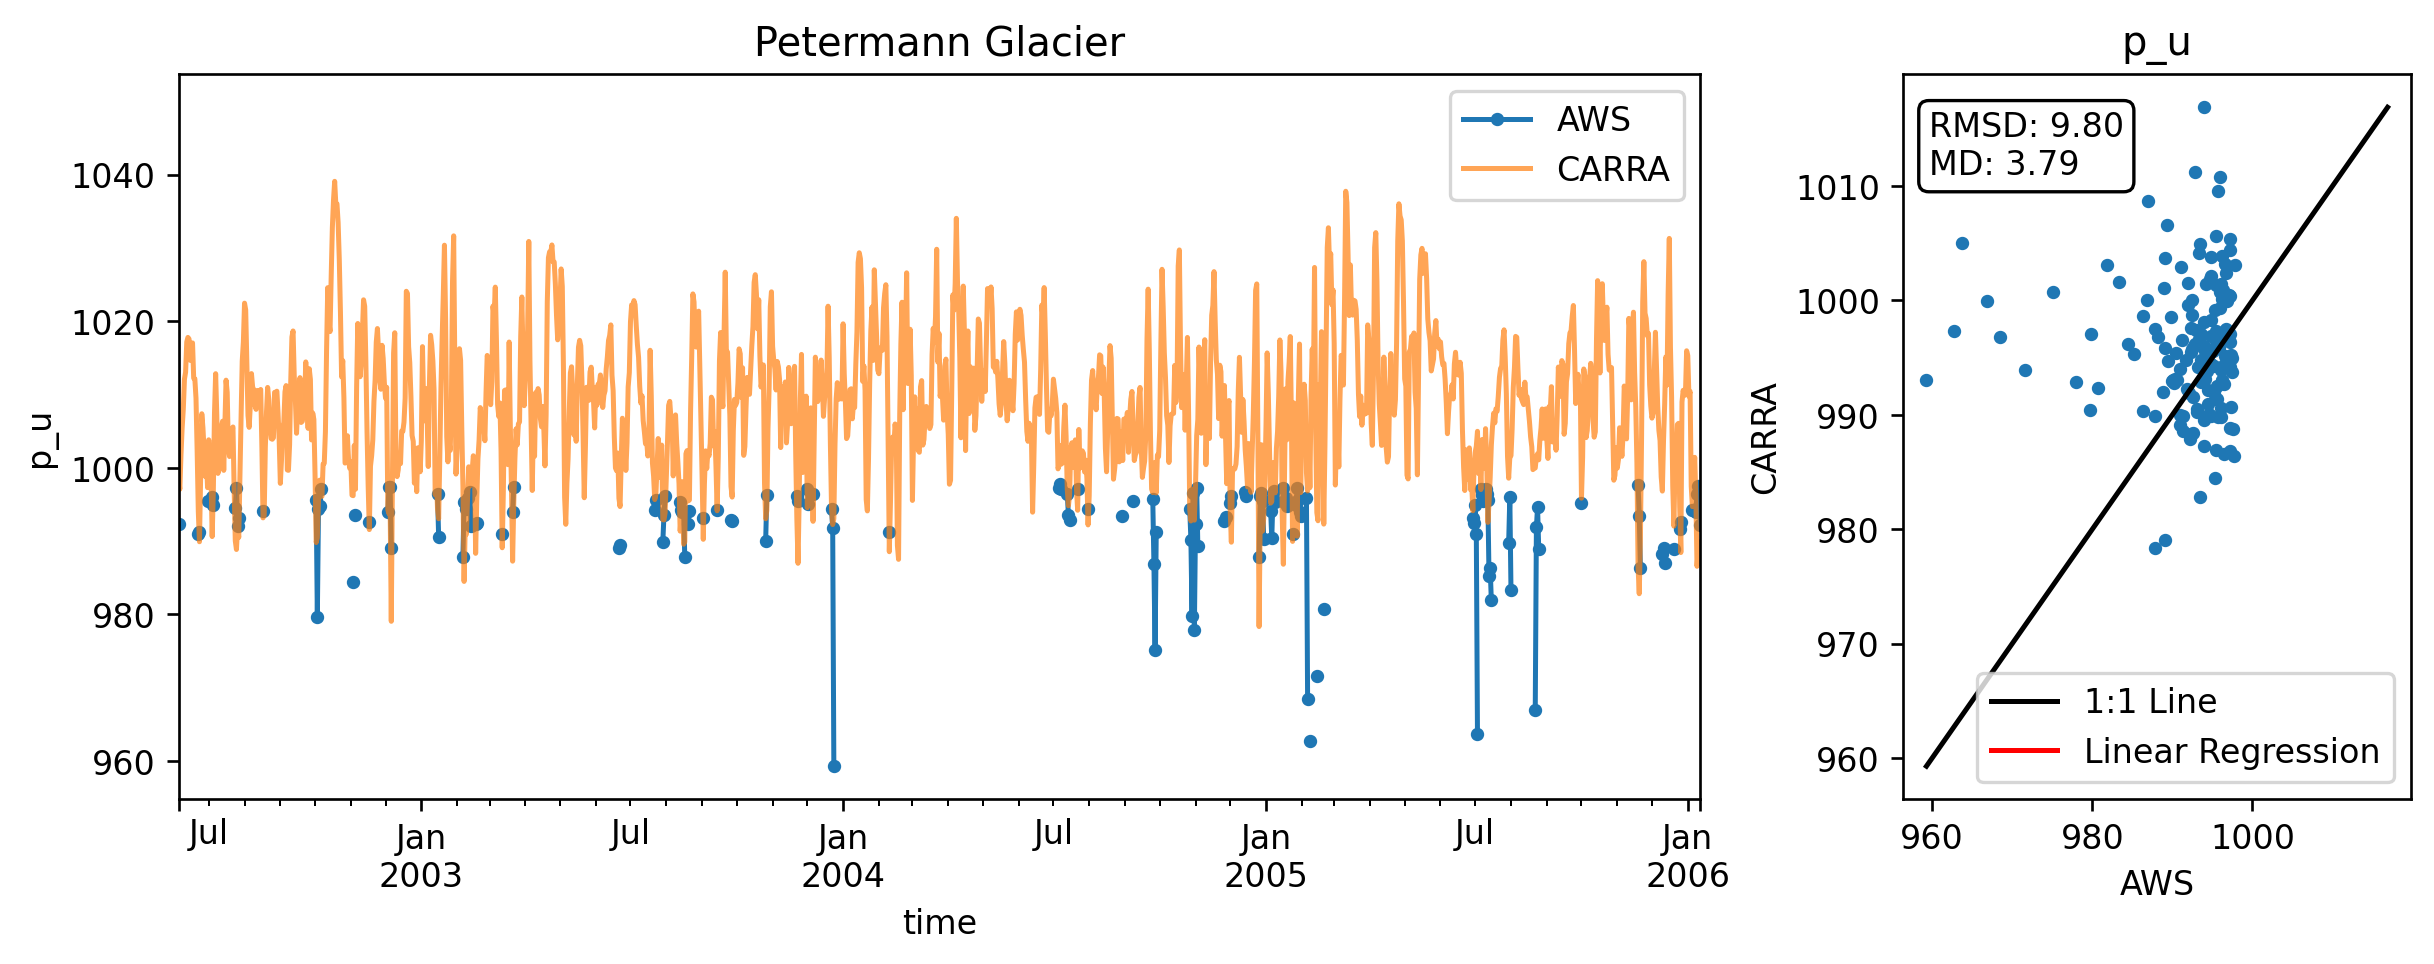 Petermann Glacier
p_u
1040
1020
1000
980
960
AWS
CARRA
Jul
Jan
2003
Jul
Jan
2004
Jul
Jan
2005
Jul
Jan
2006
time
p_u
RMSD: 9.80
MD: 3.79
CARRA
1010
1000
990
980
970
960
1:1 Line
Linear Regression
960
980
1000
AWS